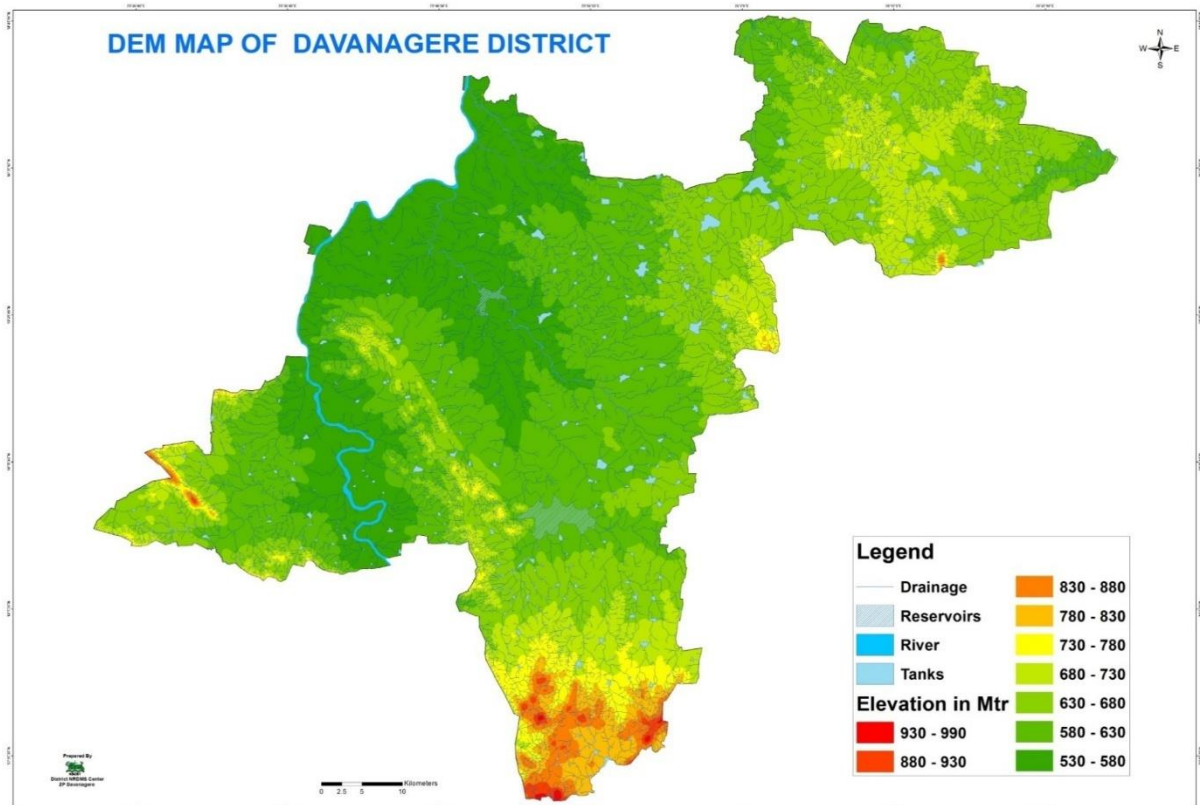 DEM MAP OF DAVANAGERE DISTRICT
N
W E
S
Legend
Drainage
Reservoirs
River
Tanks
Elevation in Mtr
930 - 990
880 - 930
830 - 880
780 - 830
730 - 780
680 - 730
630 - 680
580 - 630
530 - 580
Prepared By
District NRDMS Center
ZP Davanagere
Kilometers
0 2.5 5 10